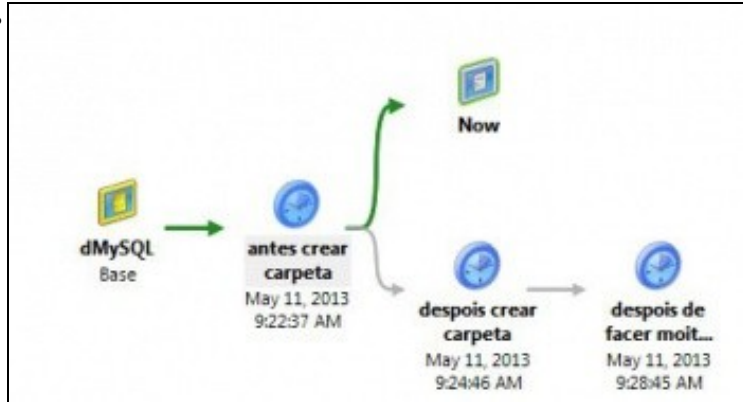 Now
dMySQL
Base
antes crear
carpeta
May 11, 2013
9:22:37 AM
despois crear
carpeta
May 11, 2013
9:24:46 AM
despois de
facer moit...
May 11, 2013
9:28:45 AM